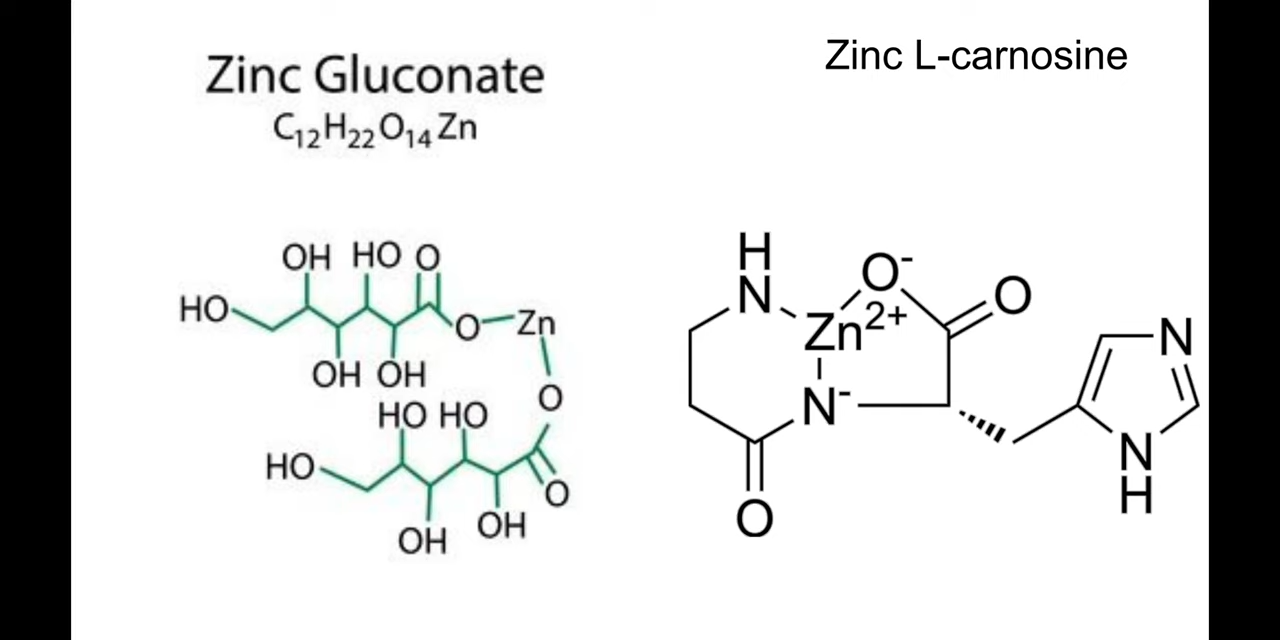 Zinc Gluconate
C₁₂H₂₂O₁₄Zn
OH HO O
HO
O Zn
OH OH
O
HO HO
HO
O
OH
OH
Zinc L-carnosine
H
N
O⁻
O
Zn²⁺
N⁻
N
N
H
O